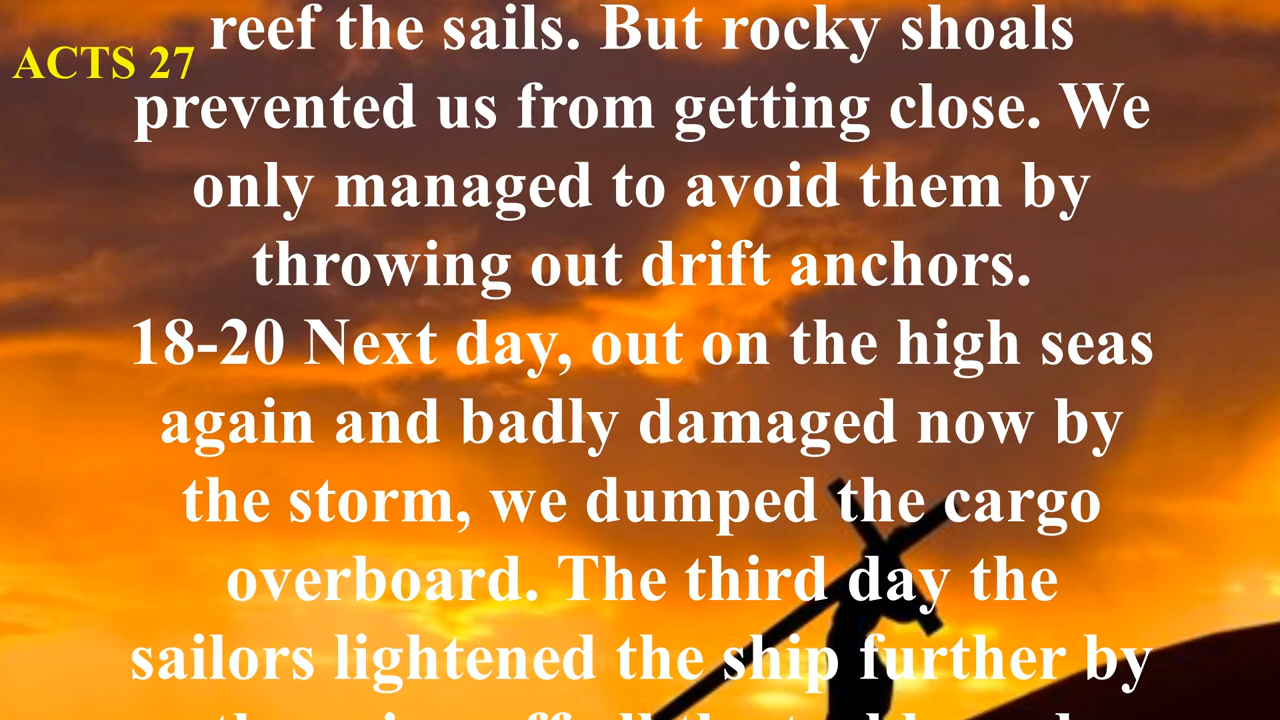 ACTS 27
reef the sails. But rocky shoals
prevented us from getting close. We
only managed to avoid them by
throwing out drift anchors.
18-20 Next day, out on the high seas
again and badly damaged now by
the storm, we dumped the cargo
overboard. The third day the
sailors lightened the ship further by